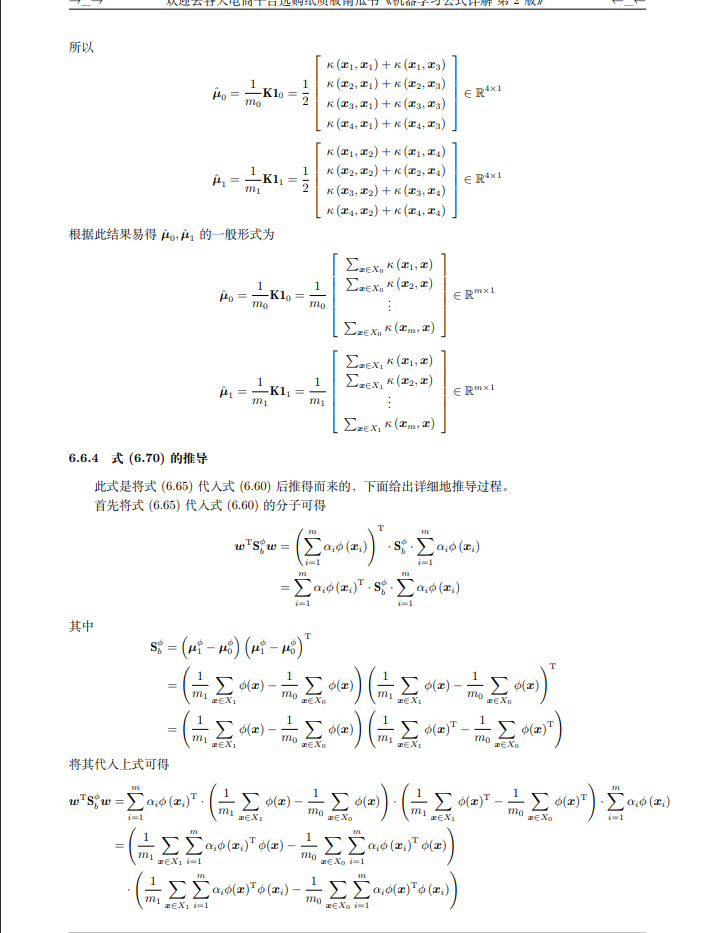 →_→ 欢迎去各大电商平台选购纸质版南瓜书《机器学习公式详解 第 2 版》 ←_←
所以
$$\hat{\boldsymbol{\mu}}_0 = \frac{1}{m_0}\mathbf{K}\mathbf{1}_0 = \frac{1}{2}\begin{bmatrix} \kappa(\boldsymbol{x}_1, \boldsymbol{x}_1) + \kappa(\boldsymbol{x}_1, \boldsymbol{x}_3) \\ \kappa(\boldsymbol{x}_2, \boldsymbol{x}_1) + \kappa(\boldsymbol{x}_2, \boldsymbol{x}_3) \\ \kappa(\boldsymbol{x}_3, \boldsymbol{x}_1) + \kappa(\boldsymbol{x}_3, \boldsymbol{x}_3) \\ \kappa(\boldsymbol{x}_4, \boldsymbol{x}_1) + \kappa(\boldsymbol{x}_4, \boldsymbol{x}_3) \end{bmatrix} \in \mathbb{R}^{4\times 1}$$
$$\hat{\boldsymbol{\mu}}_1 = \frac{1}{m_1}\mathbf{K}\mathbf{1}_1 = \frac{1}{2}\begin{bmatrix} \kappa(\boldsymbol{x}_1, \boldsymbol{x}_2) + \kappa(\boldsymbol{x}_1, \boldsymbol{x}_4) \\ \kappa(\boldsymbol{x}_2, \boldsymbol{x}_2) + \kappa(\boldsymbol{x}_2, \boldsymbol{x}_4) \\ \kappa(\boldsymbol{x}_3, \boldsymbol{x}_2) + \kappa(\boldsymbol{x}_3, \boldsymbol{x}_4) \\ \kappa(\boldsymbol{x}_4, \boldsymbol{x}_2) + \kappa(\boldsymbol{x}_4, \boldsymbol{x}_4) \end{bmatrix} \in \mathbb{R}^{4\times 1}$$
根据此结果易得 $\hat{\boldsymbol{\mu}}_0, \hat{\boldsymbol{\mu}}_1$ 的一般形式为
$$\hat{\boldsymbol{\mu}}_0 = \frac{1}{m_0}\mathbf{K}\mathbf{1}_0 = \frac{1}{m_0}\begin{bmatrix} \sum_{\boldsymbol{x}\in X_0} \kappa(\boldsymbol{x}_1, \boldsymbol{x}) \\ \sum_{\boldsymbol{x}\in X_0} \kappa(\boldsymbol{x}_2, \boldsymbol{x}) \\ \vdots \\ \sum_{\boldsymbol{x}\in X_0} \kappa(\boldsymbol{x}_m, \boldsymbol{x}) \end{bmatrix} \in \mathbb{R}^{m\times 1}$$
$$\hat{\boldsymbol{\mu}}_1 = \frac{1}{m_1}\mathbf{K}\mathbf{1}_1 = \frac{1}{m_1}\begin{bmatrix} \sum_{\boldsymbol{x}\in X_1} \kappa(\boldsymbol{x}_1, \boldsymbol{x}) \\ \sum_{\boldsymbol{x}\in X_1} \kappa(\boldsymbol{x}_2, \boldsymbol{x}) \\ \vdots \\ \sum_{\boldsymbol{x}\in X_1} \kappa(\boldsymbol{x}_m, \boldsymbol{x}) \end{bmatrix} \in \mathbb{R}^{m\times 1}$$
6.6.4 式 (6.70) 的推导
此式是将式 (6.65) 代入式 (6.60) 后推得而来的，下面给出详细地推导过程。
首先将式 (6.65) 代入式 (6.60) 的分子可得
$$\boldsymbol{w}^{\mathrm{T}}\mathbf{S}_b^{\phi}\boldsymbol{w} = \left(\sum_{i=1}^{m}\alpha_i\phi(\boldsymbol{x}_i)\right)^{\mathrm{T}} \cdot \mathbf{S}_b^{\phi} \cdot \sum_{i=1}^{m}\alpha_i\phi(\boldsymbol{x}_i)$$
$$= \sum_{i=1}^{m}\alpha_i\phi(\boldsymbol{x}_i)^{\mathrm{T}} \cdot \mathbf{S}_b^{\phi} \cdot \sum_{i=1}^{m}\alpha_i\phi(\boldsymbol{x}_i)$$
其中
$$\mathbf{S}_b^{\phi} = \left(\boldsymbol{\mu}_1^{\phi} - \boldsymbol{\mu}_0^{\phi}\right)\left(\boldsymbol{\mu}_1^{\phi} - \boldsymbol{\mu}_0^{\phi}\right)^{\mathrm{T}}$$
$$= \left(\frac{1}{m_1}\sum_{\boldsymbol{x}\in X_1}\phi(\boldsymbol{x}) - \frac{1}{m_0}\sum_{\boldsymbol{x}\in X_0}\phi(\boldsymbol{x})\right)\left(\frac{1}{m_1}\sum_{\boldsymbol{x}\in X_1}\phi(\boldsymbol{x}) - \frac{1}{m_0}\sum_{\boldsymbol{x}\in X_0}\phi(\boldsymbol{x})\right)^{\mathrm{T}}$$
$$= \left(\frac{1}{m_1}\sum_{\boldsymbol{x}\in X_1}\phi(\boldsymbol{x}) - \frac{1}{m_0}\sum_{\boldsymbol{x}\in X_0}\phi(\boldsymbol{x})\right)\left(\frac{1}{m_1}\sum_{\boldsymbol{x}\in X_1}\phi(\boldsymbol{x})^{\mathrm{T}} - \frac{1}{m_0}\sum_{\boldsymbol{x}\in X_0}\phi(\boldsymbol{x})^{\mathrm{T}}\right)$$
将其代入上式可得
$$\boldsymbol{w}^{\mathrm{T}}\mathbf{S}_b^{\phi}\boldsymbol{w} = \sum_{i=1}^{m}\alpha_i\phi(\boldsymbol{x}_i)^{\mathrm{T}} \cdot \left(\frac{1}{m_1}\sum_{\boldsymbol{x}\in X_1}\phi(\boldsymbol{x}) - \frac{1}{m_0}\sum_{\boldsymbol{x}\in X_0}\phi(\boldsymbol{x})\right) \cdot \left(\frac{1}{m_1}\sum_{\boldsymbol{x}\in X_1}\phi(\boldsymbol{x})^{\mathrm{T}} - \frac{1}{m_0}\sum_{\boldsymbol{x}\in X_0}\phi(\boldsymbol{x})^{\mathrm{T}}\right) \cdot \sum_{i=1}^{m}\alpha_i\phi(\boldsymbol{x}_i)$$
$$= \left(\frac{1}{m_1}\sum_{\boldsymbol{x}\in X_1}\sum_{i=1}^{m}\alpha_i\phi(\boldsymbol{x}_i)^{\mathrm{T}}\phi(\boldsymbol{x}) - \frac{1}{m_0}\sum_{\boldsymbol{x}\in X_0}\sum_{i=1}^{m}\alpha_i\phi(\boldsymbol{x}_i)^{\mathrm{T}}\phi(\boldsymbol{x})\right)$$
$$\cdot \left(\frac{1}{m_1}\sum_{\boldsymbol{x}\in X_1}\sum_{i=1}^{m}\alpha_i\phi(\boldsymbol{x})^{\mathrm{T}}\phi(\boldsymbol{x}_i) - \frac{1}{m_0}\sum_{\boldsymbol{x}\in X_0}\sum_{i=1}^{m}\alpha_i\phi(\boldsymbol{x})^{\mathrm{T}}\phi(\boldsymbol{x}_i)\right)$$